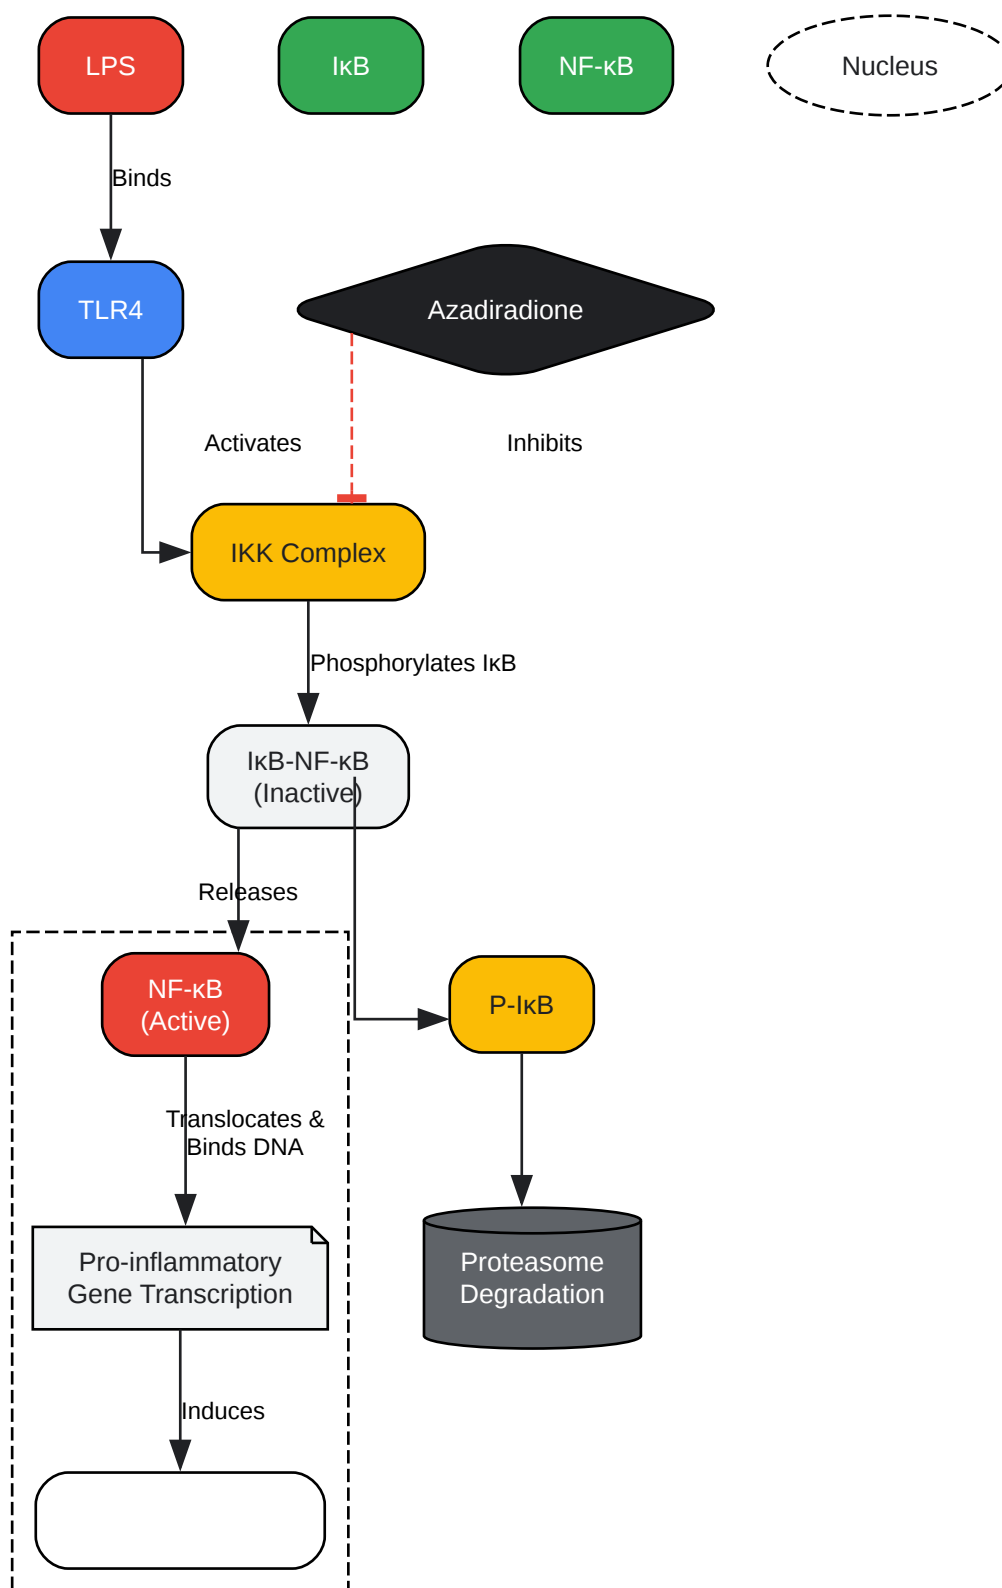 LPS
IκB
NF-κB
Nucleus
Binds
TLR4
Azadiradione
Activates
Inhibits
IKK Complex
Phosphorylates IκB
IκB-NF-κB
(Inactive)
Releases
NF-κB
(Active)
P-IκB
Translocates &
Binds DNA
Pro-inflammatory
Gene Transcription
Proteasome
Degradation
Induces